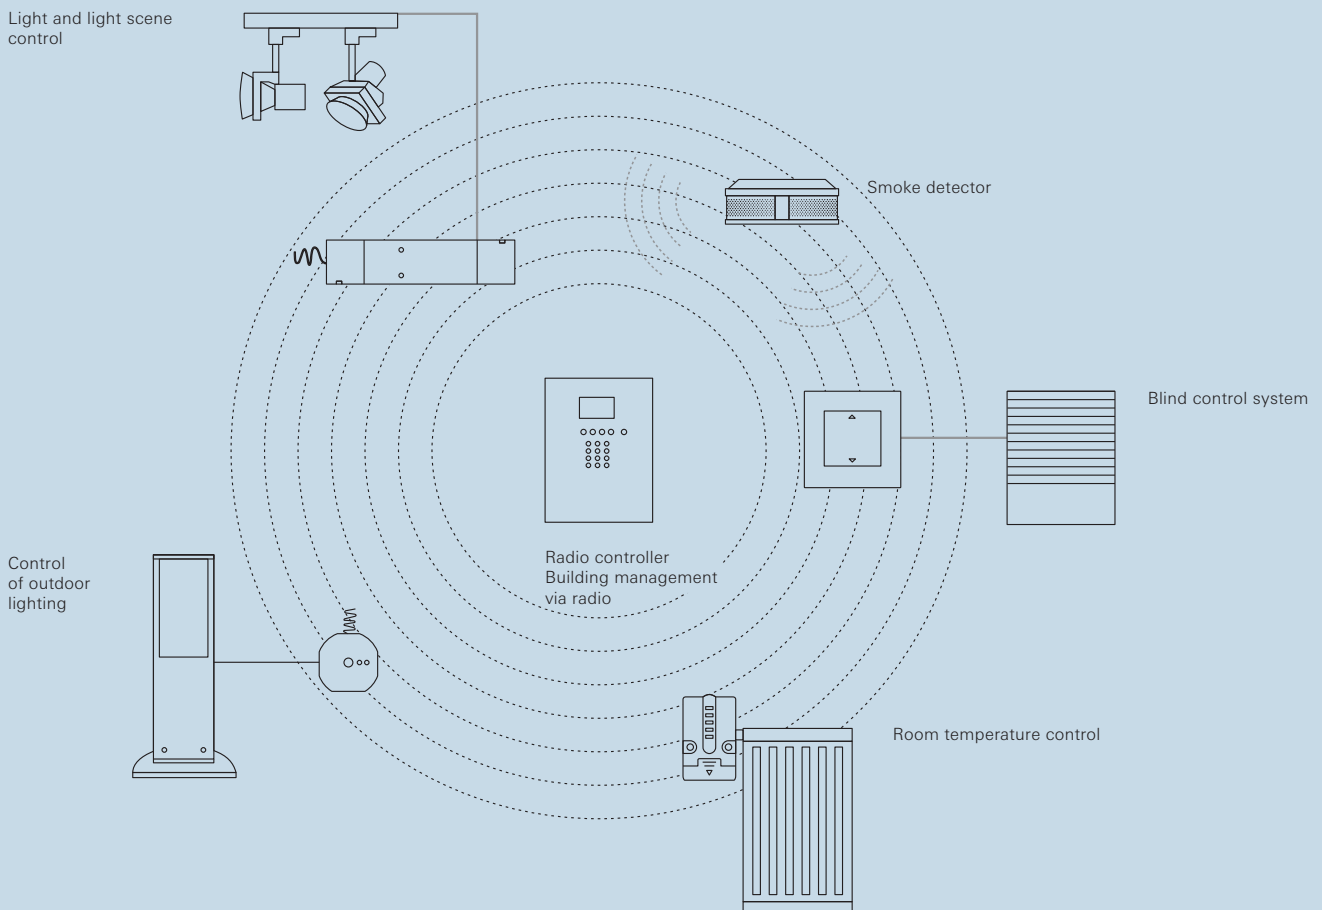 Light and light scene
control
Smoke detector
Blind control system
Radio controller
Building management
via radio
Control
of outdoor
lighting
Room temperature control